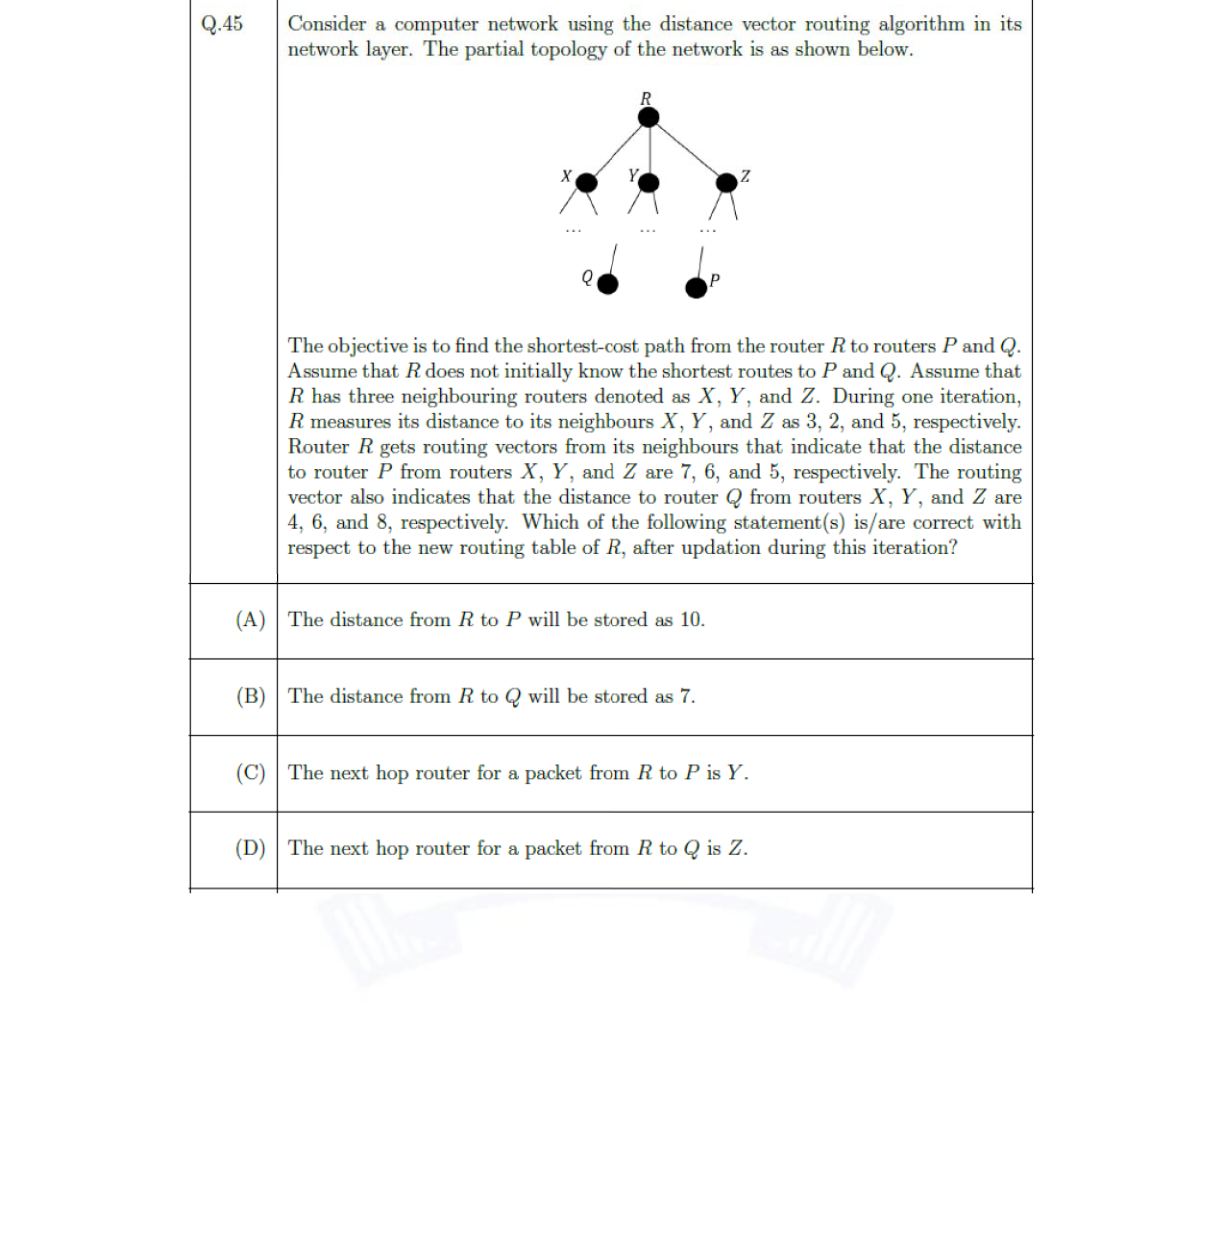 Q.45
Consider a computer network using the distance vector routing algorithm in its
network layer. The partial topology of the network is as shown below.
R
X
Y
Z
...
...
...
Q
P
The objective is to find the shortest-cost path from the router R to routers P and Q.
Assume that R does not initially know the shortest routes to P and Q. Assume that
R has three neighbouring routers denoted as X, Y, and Z. During one iteration,
R measures its distance to its neighbours X, Y, and Z as 3, 2, and 5, respectively.
Router R gets routing vectors from its neighbours that indicate that the distance
to router P from routers X, Y, and Z are 7, 6, and 5, respectively. The routing
vector also indicates that the distance to router Q from routers X, Y, and Z are
4, 6, and 8, respectively. Which of the following statement(s) is/are correct with
respect to the new routing table of R, after updation during this iteration?
(A) The distance from R to P will be stored as 10.
(B) The distance from R to Q will be stored as 7.
(C) The next hop router for a packet from R to P is Y.
(D) The next hop router for a packet from R to Q is Z.